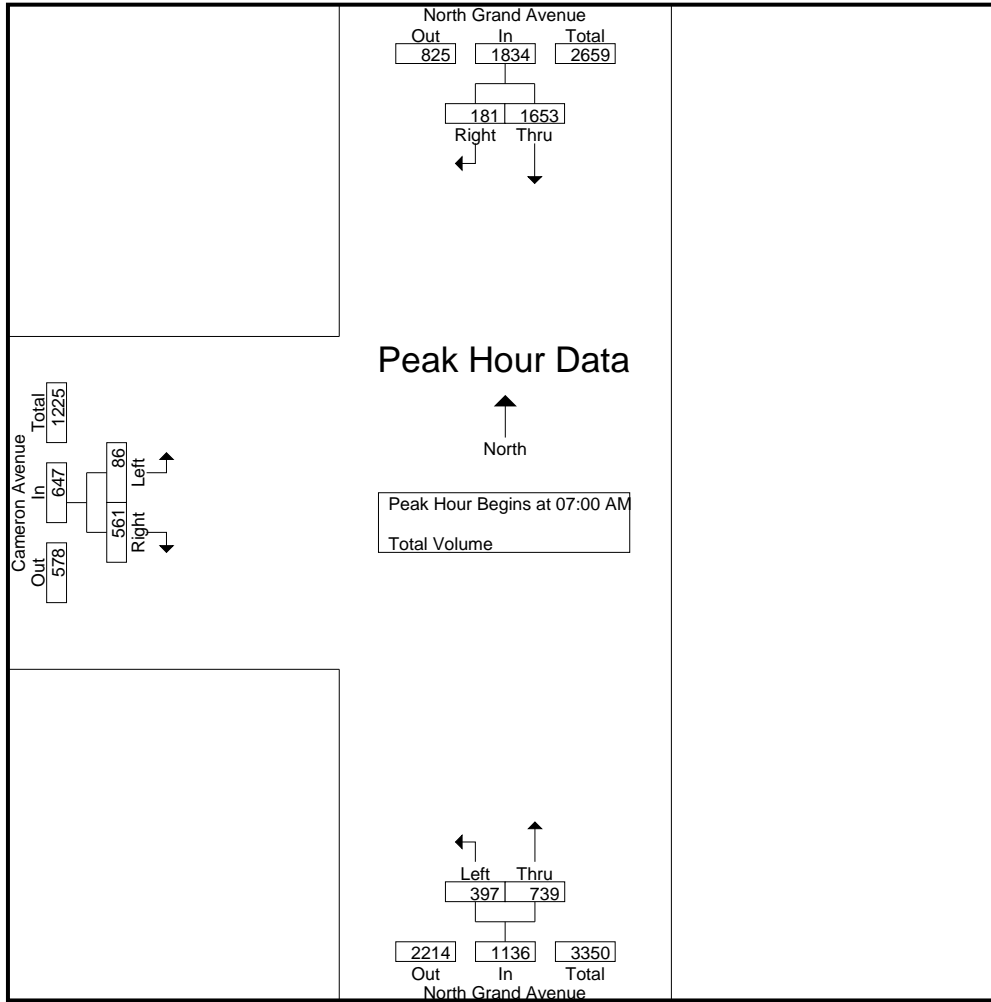 North Grand Avenue
Out In Total
825 1834 2659
181 1653
Right Thru
Peak Hour Data
North
Peak Hour Begins at 07:00 AM
Total Volume
Cameron Avenue
Out In Total
578 647 1225
561 86
Right Left
Left Thru
397 739
2214 1136 3350
Out In Total
North Grand Avenue